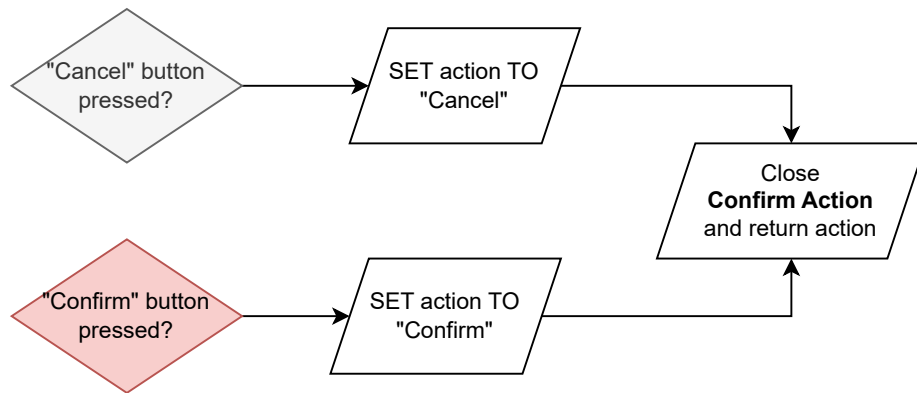 "Cancel" button
pressed?
SET action TO
"Cancel"
Close
Confirm Action
and return action
"Confirm" button
pressed?
SET action TO
"Confirm"